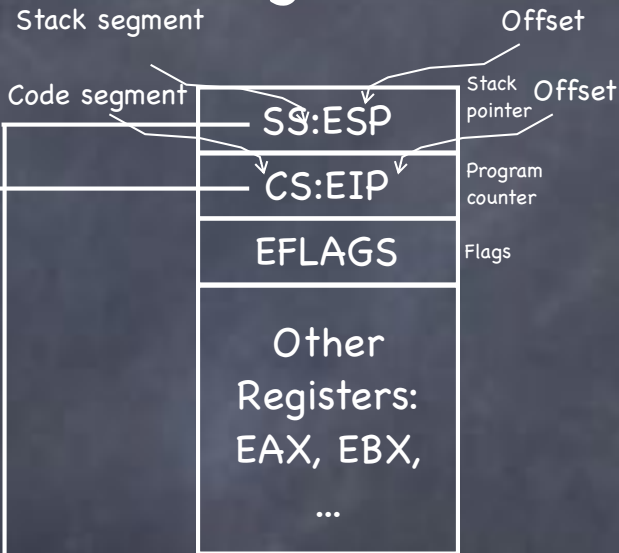 Stack segment
Offset
Code segment
SS:ESP
Stack
pointer
Offset
CS:EIP
Program
counter
EFLAGS
Flags
Other
Registers:
EAX, EBX,
...